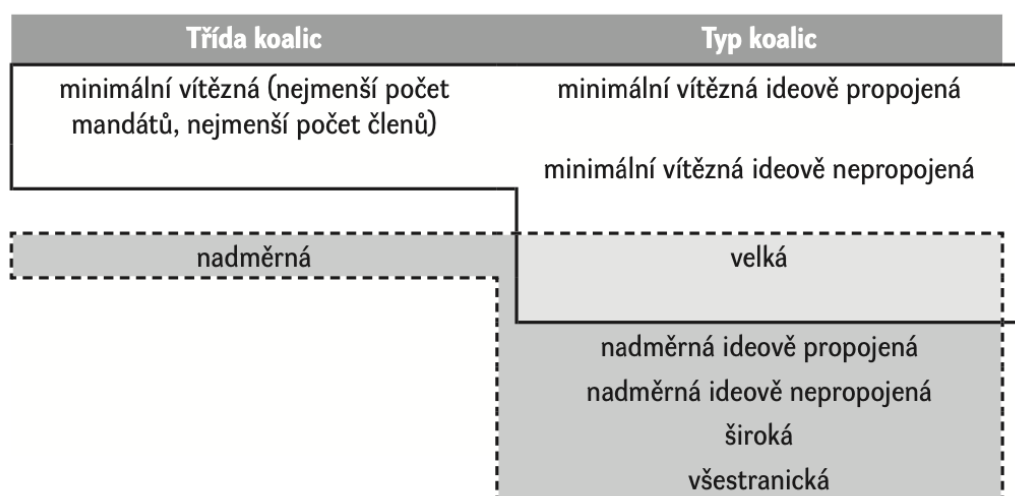 Třída koalic
Typ koalic
minimální vítězná (nejmenší počet
mandátů, nejmenší počet členů)
minimální vítězná ideově propojená
minimální vítězná ideově nepropojená
nadměrná
velká
nadměrná ideově propojená
nadměrná ideově nepropojená
široká
všestranická